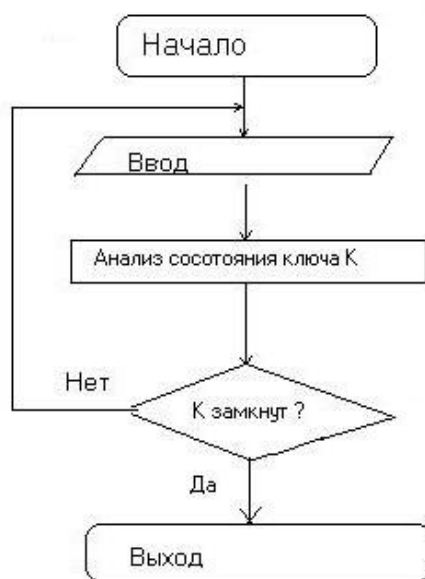 Начало
Ввод
Анализ сосотояния ключа К
Нет
К замкнут ?
Да
Выход